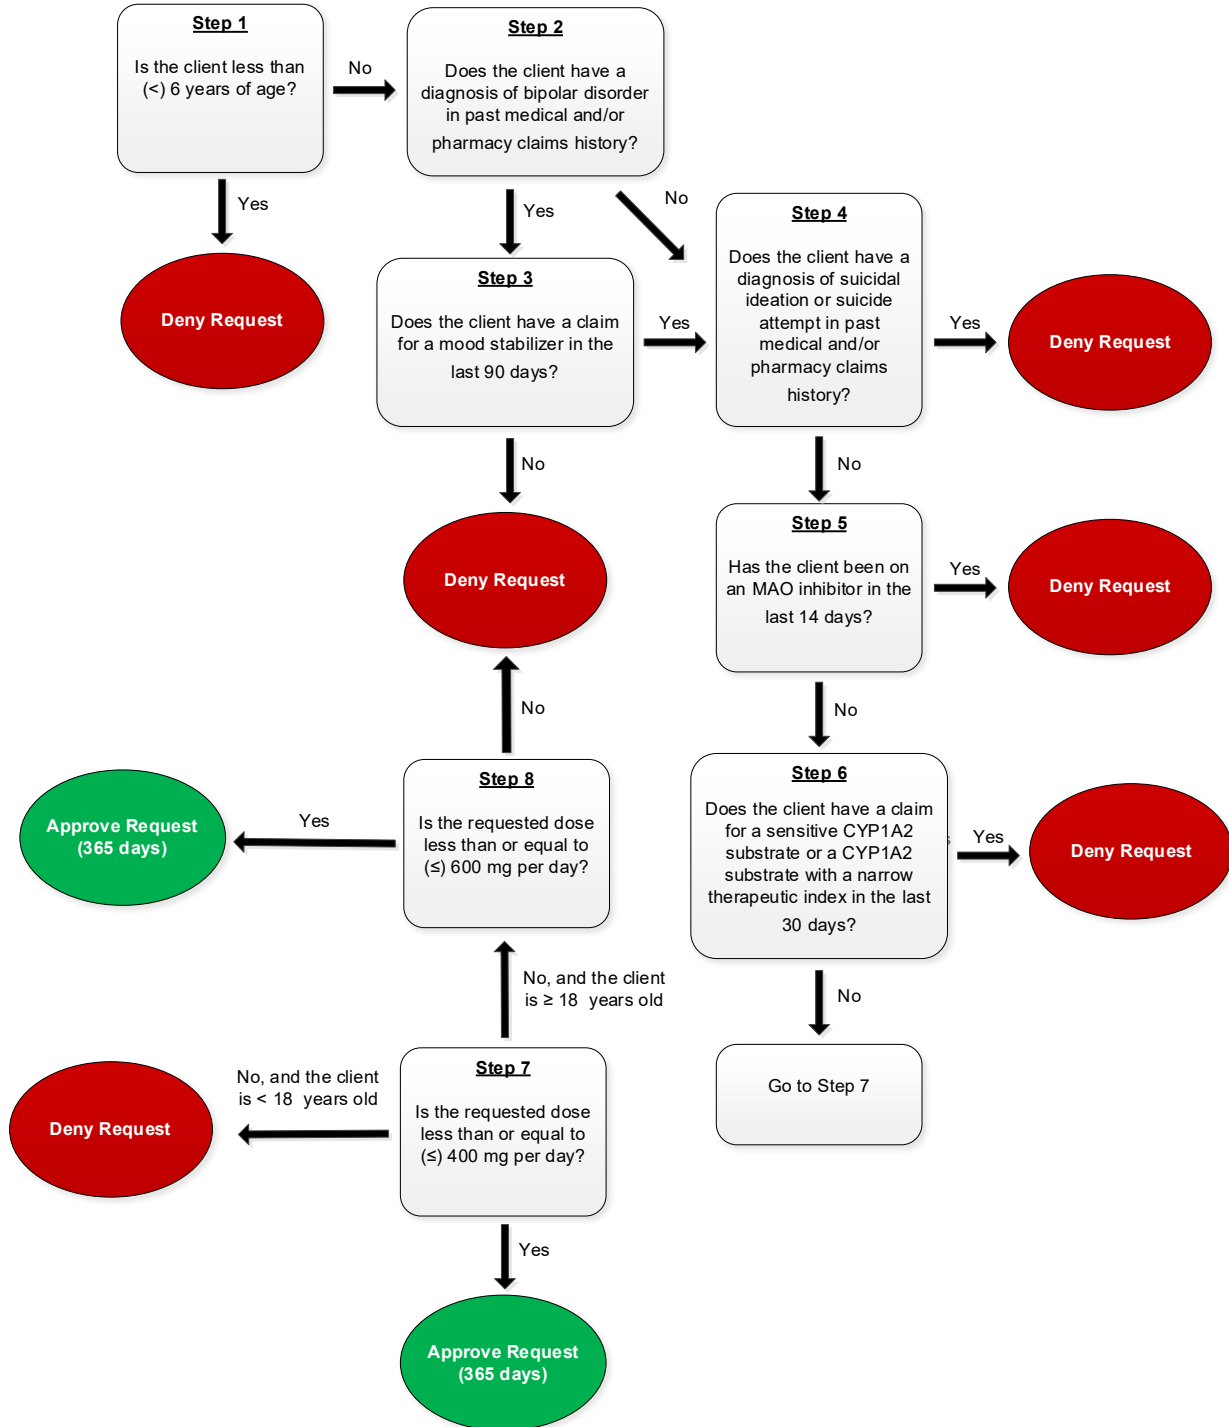 Step 1
Is the client less than
(<) 6 years of age?
No
Yes
Deny Request
Step 2
Does the client have a
diagnosis of bipolar disorder
in past medical and/or
pharmacy claims history?
Yes
No
Step 3
Does the client have a claim
for a mood stabilizer in the
last 90 days?
Yes
No
Deny Request
Step 4
Does the client have a
diagnosis of suicidal
ideation or suicide
attempt in past
medical and/or
pharmacy claims
history?
Yes
Deny Request
No
Step 5
Has the client been on
an MAO inhibitor in the
last 14 days?
Yes
Deny Request
No
Step 6
Does the client have a claim
for a sensitive CYP1A2
substrate or a CYP1A2
substrate with a narrow
therapeutic index in the last
30 days?
Yes
Deny Request
No
Go to Step 7
No
Step 8
Is the requested dose
less than or equal to
(≤) 600 mg per day?
Yes
Approve Request
(365 days)
No, and the client
is ≥ 18 years old
Step 7
Is the requested dose
less than or equal to
(≤) 400 mg per day?
No, and the client
is < 18 years old
Deny Request
Yes
Approve Request
(365 days)